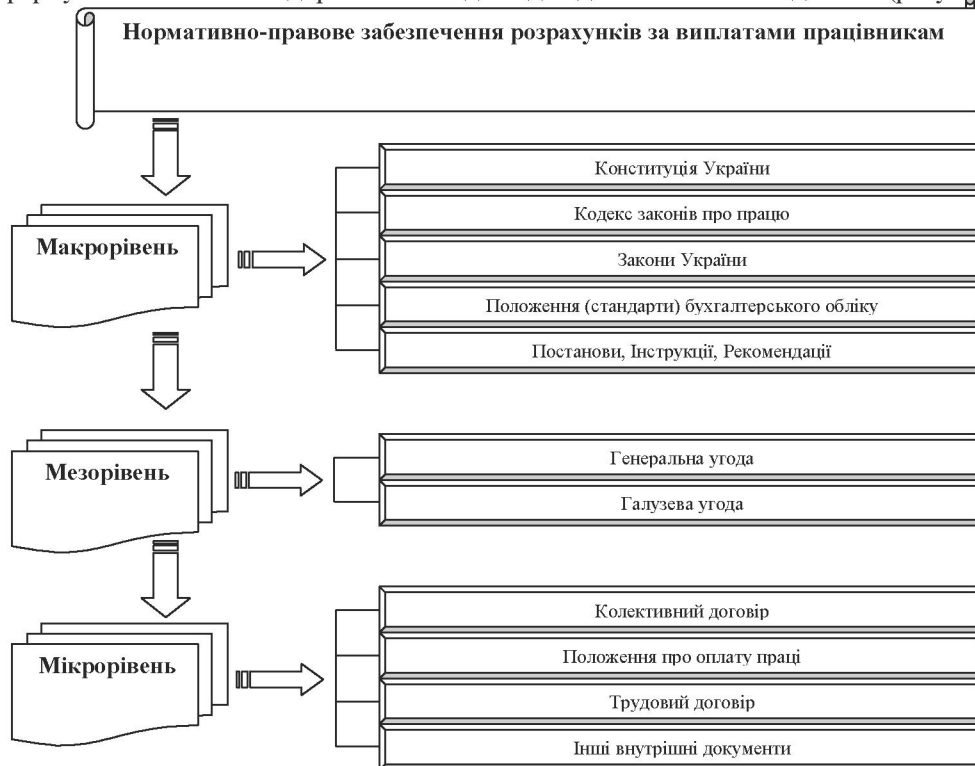 Нормативно-правове забезпечення розрахунків за виплатами працівникам
Макрорівень
Конституція України
Кодекс законів про працю
Закони України
Положення (стандарти) бухгалтерського обліку
Постанови, Інструкції, Рекомендації
Мезорівень
Генеральна угода
Галузева угода
Мікрорівень
Колективний договір
Положення про оплату праці
Трудовий договір
Інші внутрішні документи